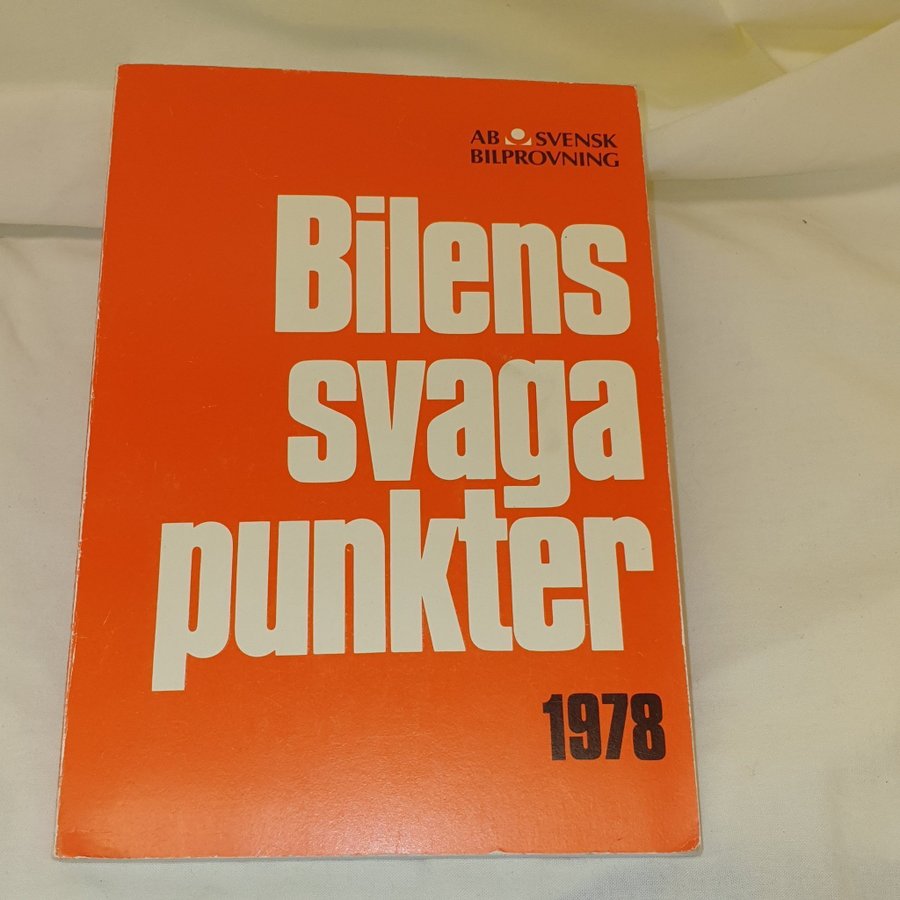 AB SVENSK
BILPROVNING
Bilens
svaga
punkter
1978